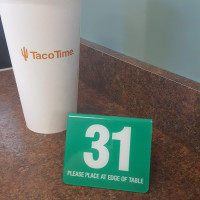 TacoTime
31
PLEASE PLACE AT EDGE OF TABLE